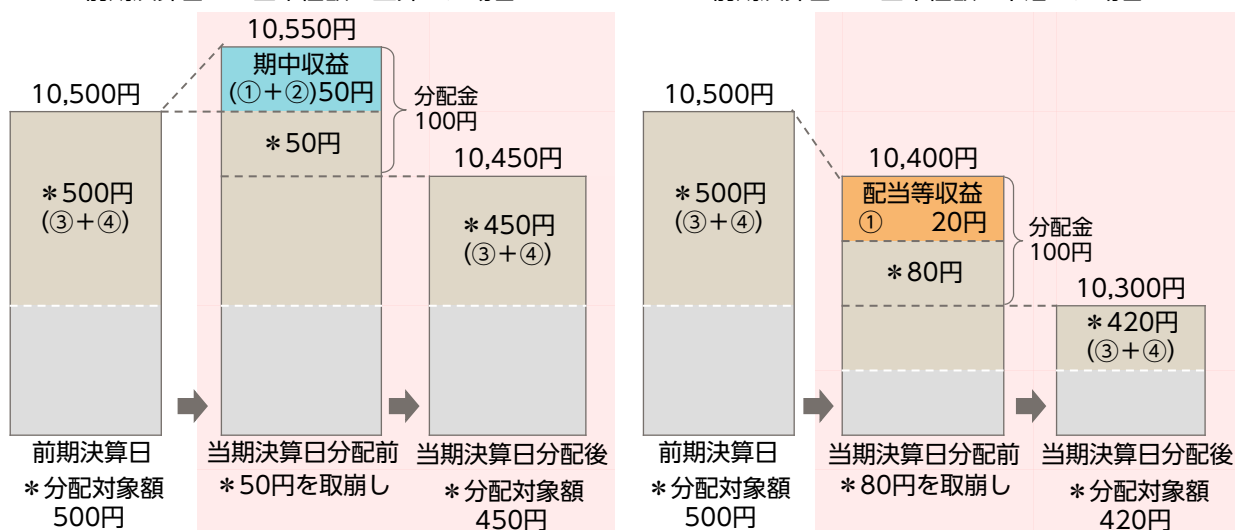 10,500円
＊500円
(③＋④)
前期決算日
＊分配対象額
500円
10,550円
期中収益
(①＋②)50円
＊50円
分配金
100円
当期決算日分配前
＊50円を取崩し
10,450円
＊450円
(③＋④)
当期決算日分配後
＊分配対象額
450円
10,500円
＊500円
(③＋④)
前期決算日
＊分配対象額
500円
10,400円
配当等収益
① 20円
＊80円
分配金
100円
当期決算日分配前
＊80円を取崩し
10,300円
＊420円
(③＋④)
当期決算日分配後
＊分配対象額
420円